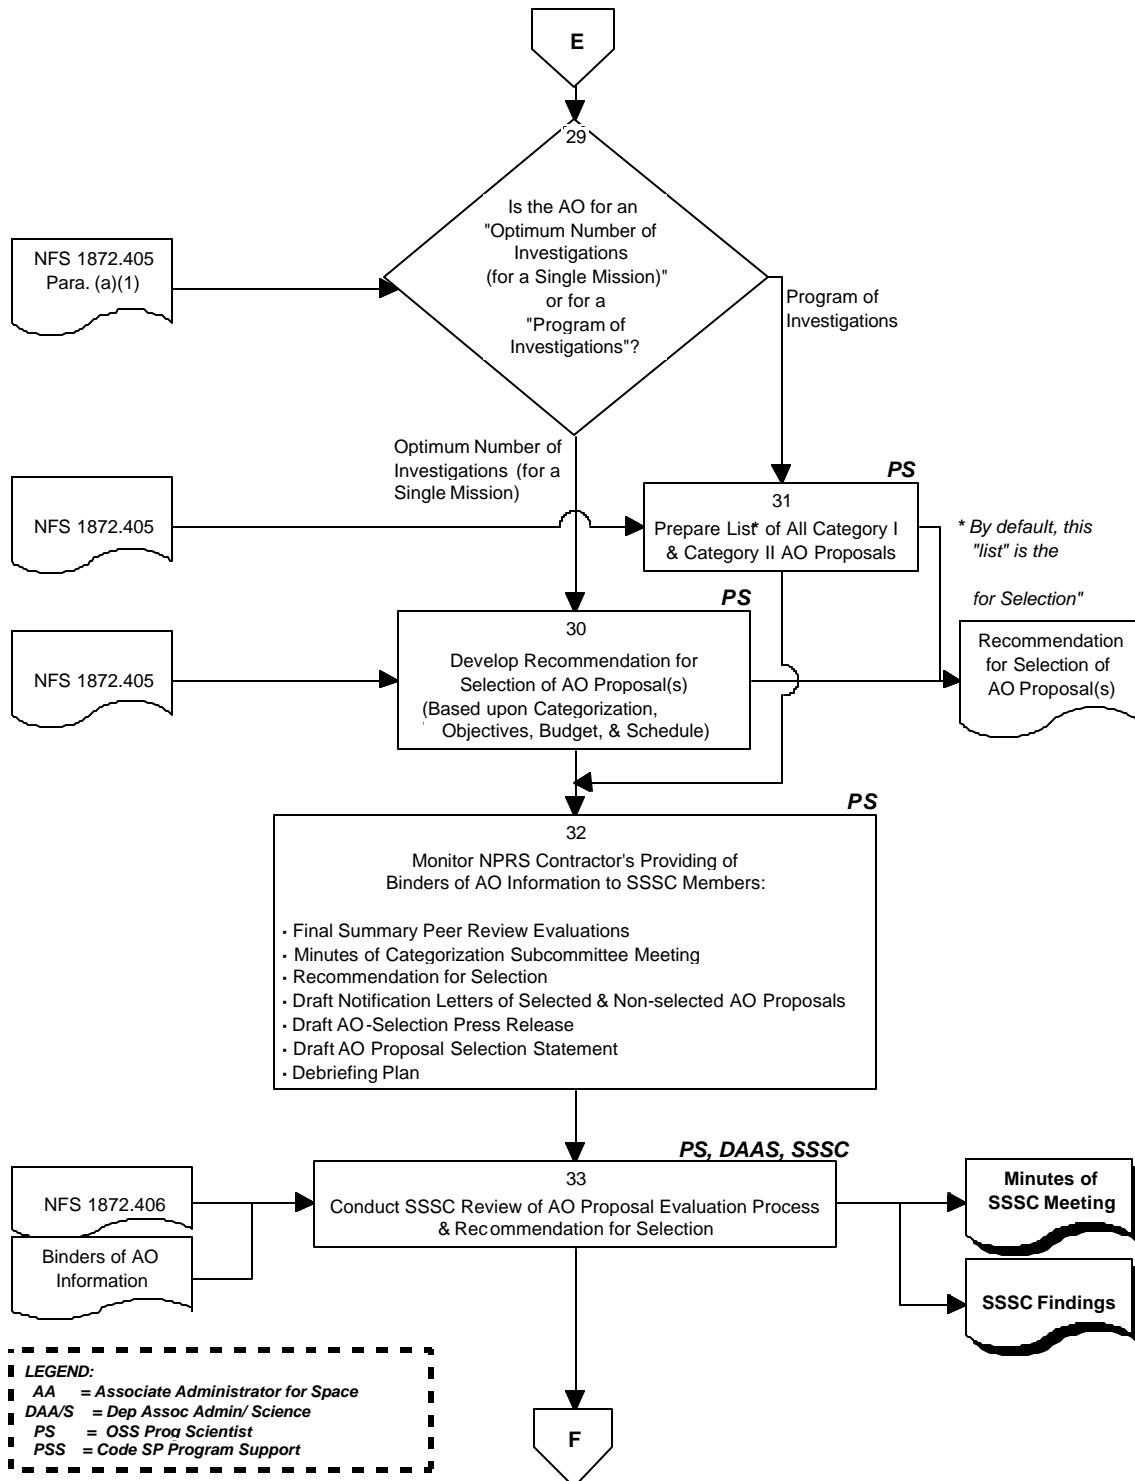 E
29
Is the AO for an
"Optimum Number of
Investigations
(for a Single Mission)"
or for a
"Program of
Investigations"?
NFS 1872.405
Para. (a)(1)
Program of
Investigations
Optimum Number of
Investigations (for a
Single Mission)
PS
NFS 1872.405
31
Prepare List* of All Category I
& Category II AO Proposals
* By default, this
"list" is the
for Selection"
PS
NFS 1872.405
30
Develop Recommendation for
Selection of AO Proposal(s)
(Based upon Categorization,
Objectives, Budget, & Schedule)
Recommendation
for Selection of
AO Proposal(s)
PS
32
Monitor NPRS Contractor's Providing of
Binders of AO Information to SSSC Members:
· Final Summary Peer Review Evaluations
· Minutes of Categorization Subcommittee Meeting
· Recommendation for Selection
· Draft Notification Letters of Selected & Non-selected AO Proposals
· Draft AO-Selection Press Release
· Draft AO Proposal Selection Statement
· Debriefing Plan
PS, DAAS, SSSC
NFS 1872.406
Binders of AO
Information
33
Conduct SSSC Review of AO Proposal Evaluation Process
& Recommendation for Selection
Minutes of
SSSC Meeting
SSSC Findings
LEGEND:
AA = Associate Administrator for Space
DAA/S = Dep Assoc Admin/ Science
PS = OSS Prog Scientist
PSS = Code SP Program Support
F